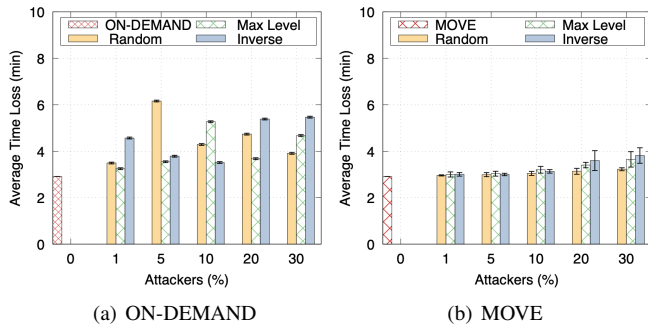 ON-DEMAND
Random
Max Level
Inverse
Average Time Loss (min)
10
8
6
4
2
0
0 1 5 10 20 30
Attackers (%)
(a) ON-DEMAND
MOVE
Random
Max Level
Inverse
Average Time Loss (min)
10
8
6
4
2
0
0 1 5 10 20 30
Attackers (%)
(b) MOVE